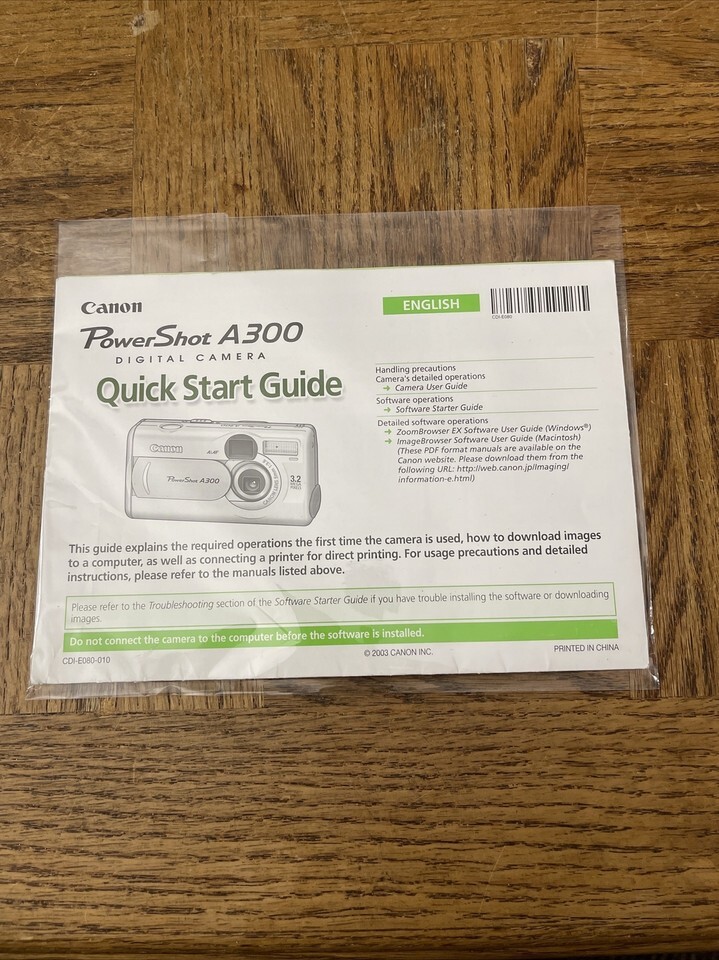 Canon
PowerShot A300
DIGITAL CAMERA
Quick Start Guide
ENGLISH
CDI-E080
Handling precautions
Camera's detailed operations
→ Camera User Guide
Software operations
→ Software Starter Guide
Detailed software operations
→ ZoomBrowser EX Software User Guide (Windows®)
→ ImageBrowser Software User Guide (Macintosh)
(These PDF format manuals are available on the
Canon website. Please download them from the
following URL: http://web.canon.jp/Imaging/
information-e.html)
Canon
AiAF
PowerShot A300
3.2
MEGA
PIXELS
This guide explains the required operations the first time the camera is used, how to download images
to a computer, as well as connecting a printer for direct printing. For usage precautions and detailed
instructions, please refer to the manuals listed above.
Please refer to the Troubleshooting section of the Software Starter Guide if you have trouble installing the software or downloading
images.
Do not connect the camera to the computer before the software is installed.
CDI-E080-010
© 2003 CANON INC.
PRINTED IN CHINA